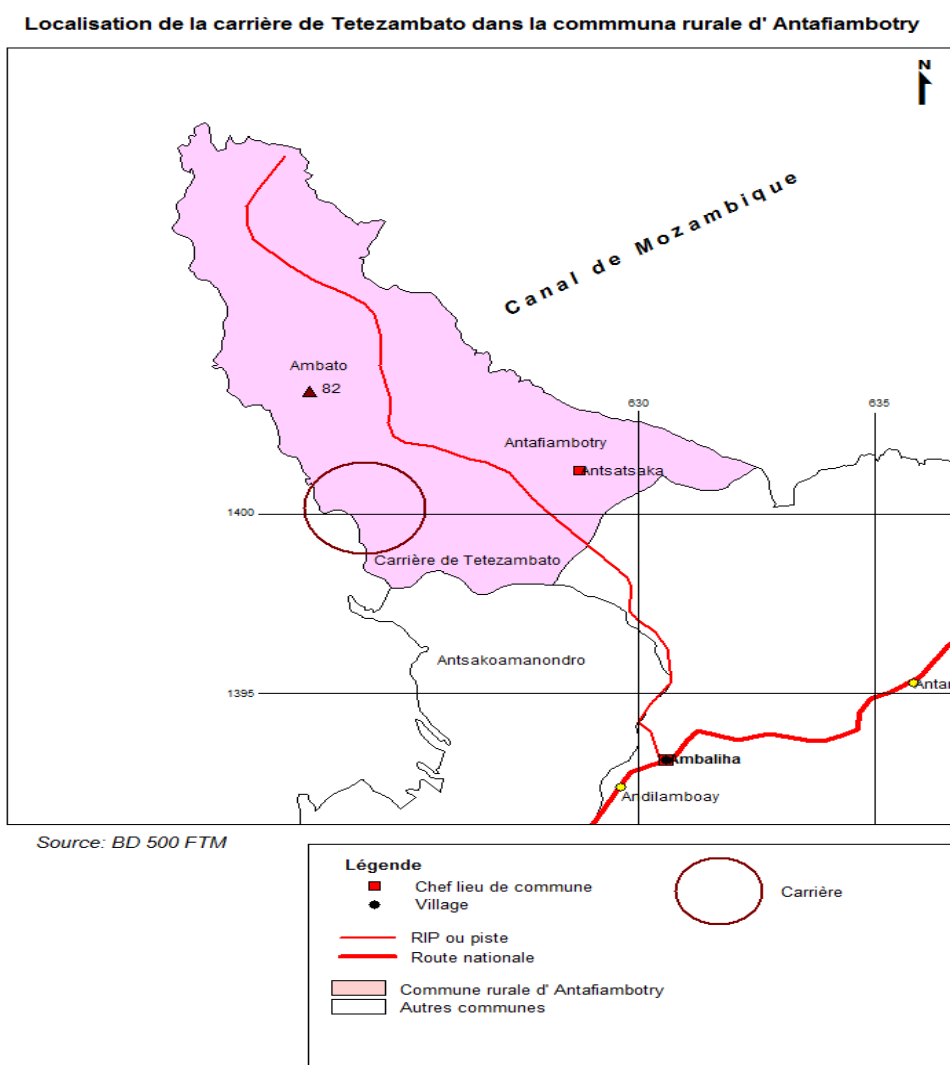 Localisation de la carrière de Tetezambato dans la commmuna rurale d' Antafiambotry
N
Canal de Mozambique
Ambato
82
630
635
Antafiambotry
Antsatsaka
1400
Carrière de Tetezambato
Antsakoamanondro
1395
Antar
Ambaliha
Andilamboay
Source: BD 500 FTM
Légende
Chef lieu de commune
Village
Carrière
RIP ou piste
Route nationale
Commune rurale d' Antafiambotry
Autres communes